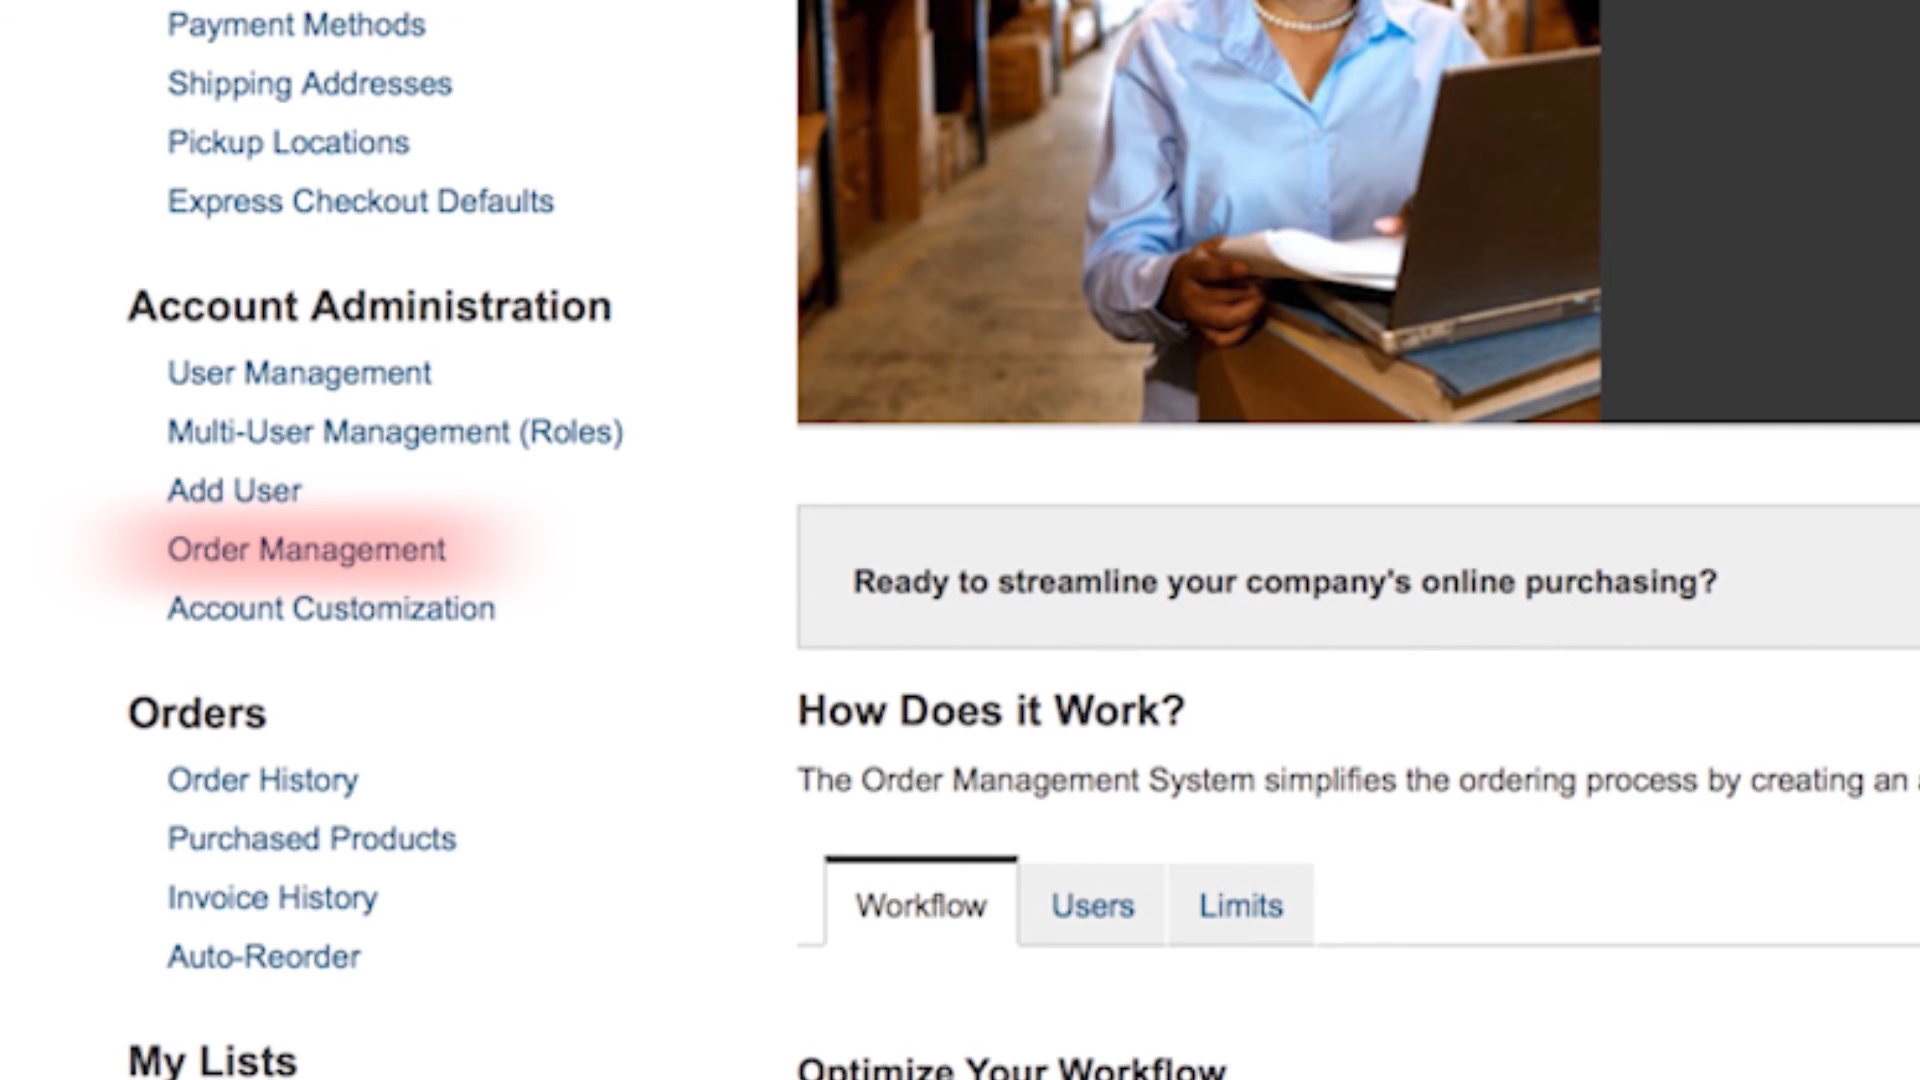 Payment Methods
Shipping Addresses
Pickup Locations
Express Checkout Defaults
Account Administration
User Management
Multi-User Management (Roles)
Add User
Order Management
Account Customization
Orders
Order History
Purchased Products
Invoice History
Auto-Reorder
My Lists
Ready to streamline your company's online purchasing?
How Does it Work?
The Order Management System simplifies the ordering process by creating an
Workflow Users Limits
Optimize Your Workflow